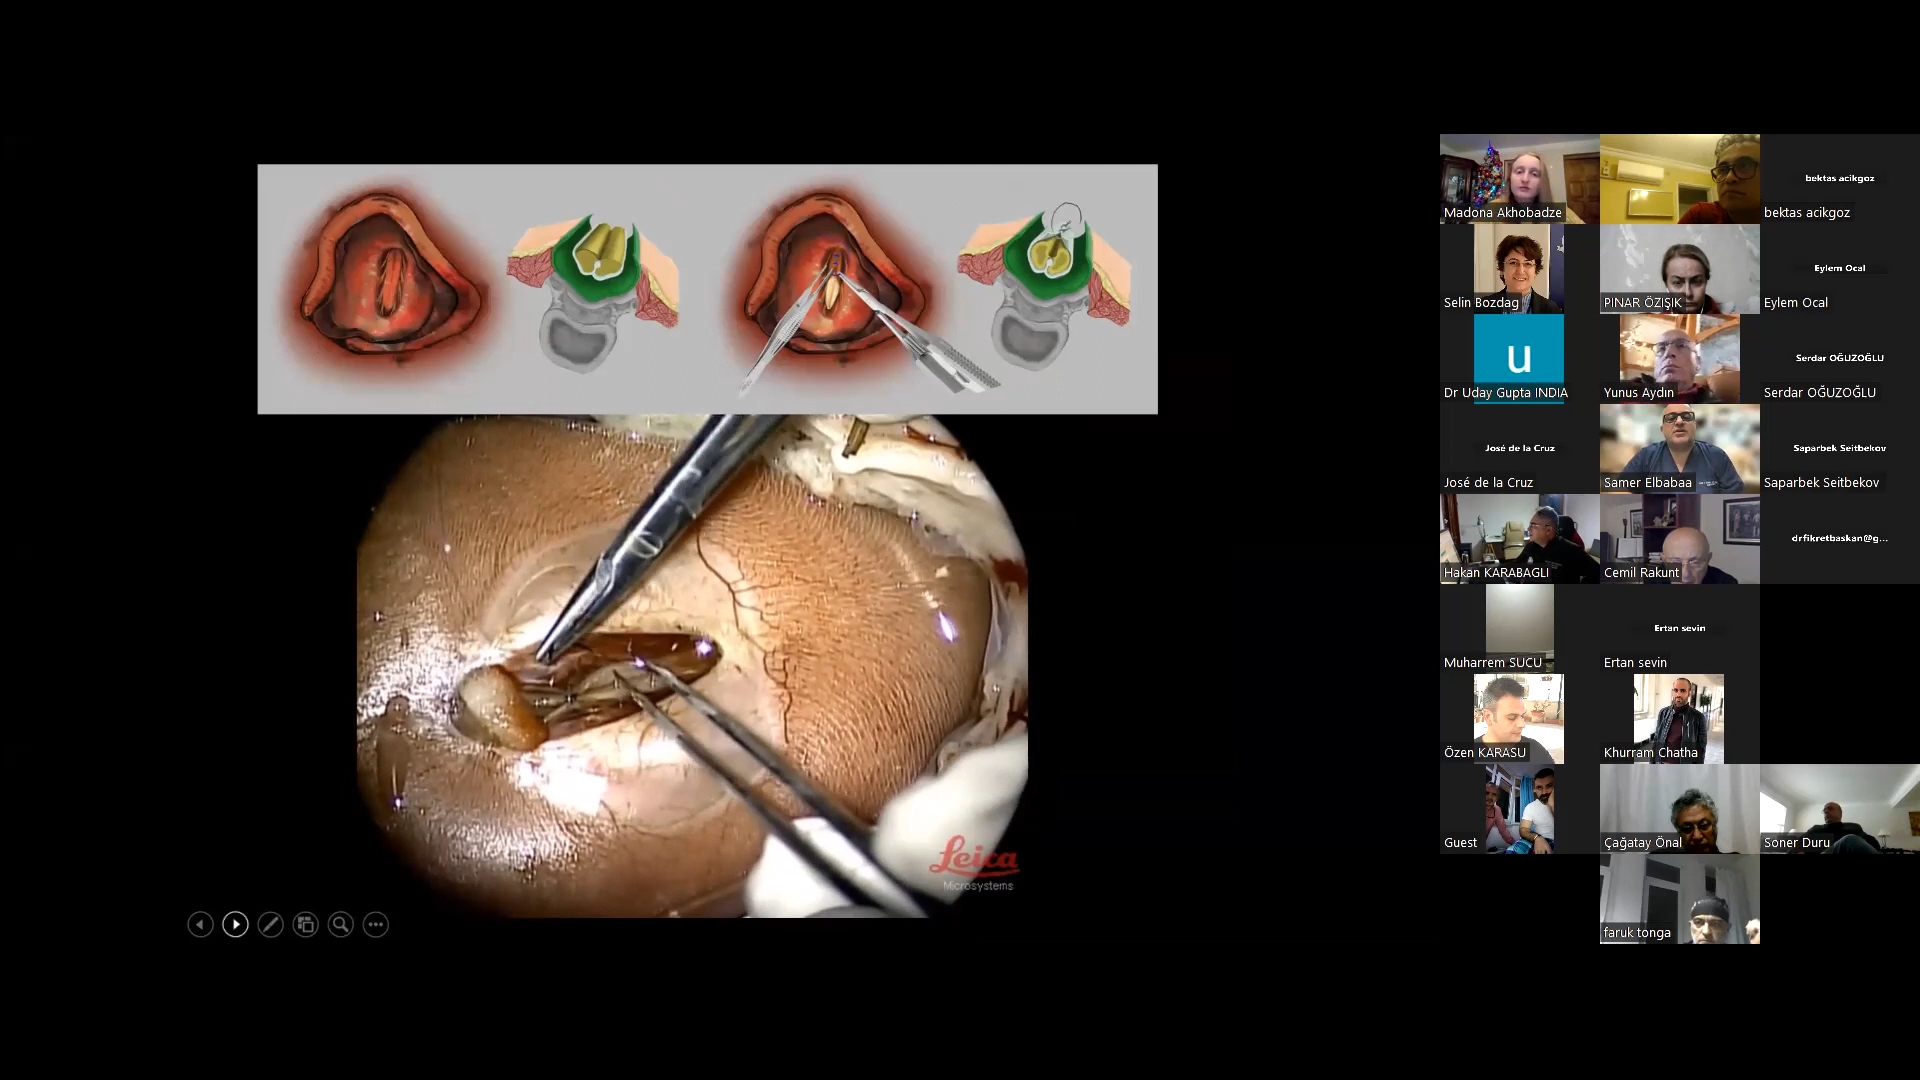 Leica
Microsystems
Madona Akhobadze
bektas acikgoz
bektas acikgoz
Selin Bozdag
PINAR ÖZIŞIK
Eylem Ocal
Eylem Ocal
u
Dr Uday Gupta INDIA
Yunus Aydın
Serdar OĞUZOĞLU
Serdar OĞUZOĞLU
José de la Cruz
José de la Cruz
Samer Elbabaa
Saparbek Seitbekov
Saparbek Seitbekov
Hakan KARABAGLI
Cemil Rakunt
drfikretbaskan@g...
Muharrem SUCU
Ertan sevin
Ertan sevin
Özen KARASU
Khurram Chatha
Guest
Çağatay Önal
Soner Duru
faruk tonga